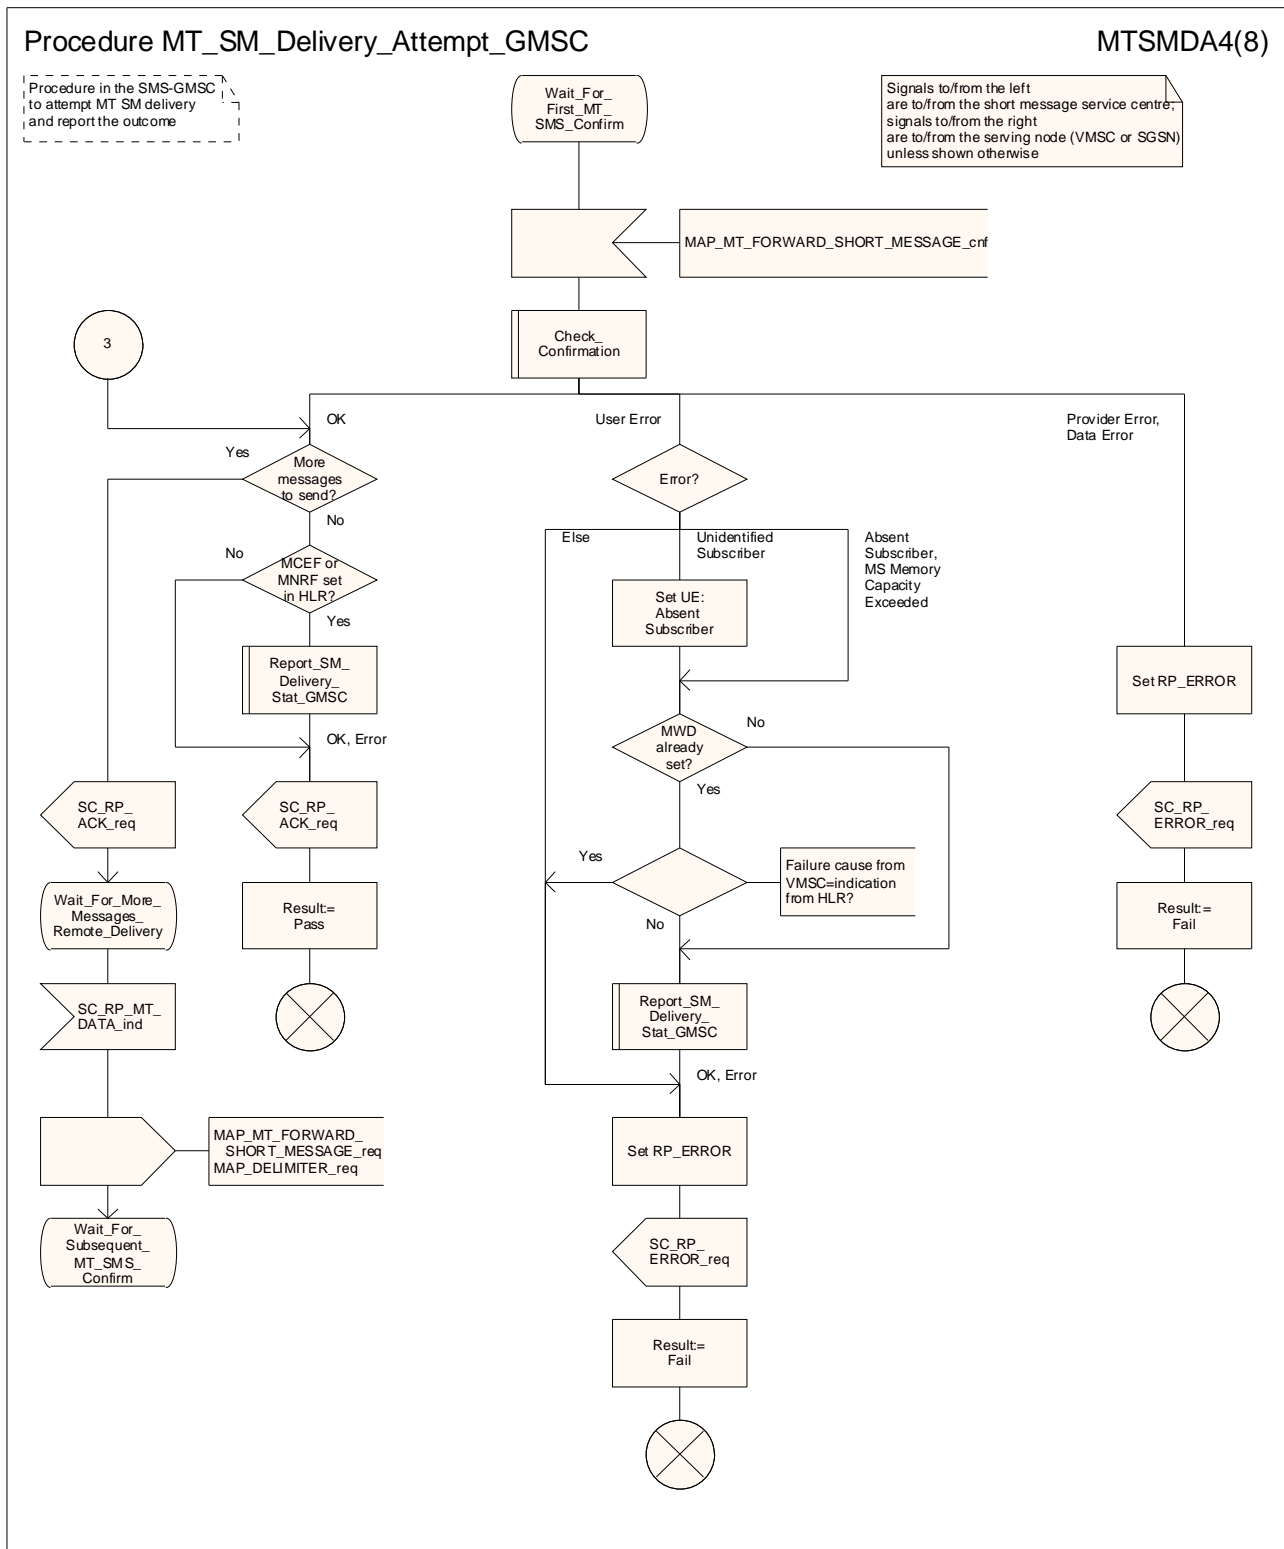 Procedure MT_SM_Delivery_Attempt_GMSC
MTSMDA4(8)
Procedure in the SMS-GMSC
to attempt MT SM delivery
and report the outcome
Wait_For_
First_MT_
SMS_Confirm
Signals to/from the left
are to/from the short message service centre;
signals to/from the right
are to/from the serving node (VMSC or SGSN)
unless shown otherwise
MAP_MT_FORWARD_SHORT_MESSAGE_cnf
Check_
Confirmation
3
OK
User Error
Provider Error,
Data Error
Yes
More
messages
to send?
Error?
No
Else
Unidentified
Subscriber
Absent
Subscriber,
MS Memory
Capacity
Exceeded
No
MCEF or
MNRF set
in HLR?
Yes
Set UE:
Absent
Subscriber
Report_SM_
Delivery_
Stat_GMSC
Set RP_ERROR
OK, Error
MWD
already
set?
No
Yes
SC_RP_
ACK_req
SC_RP_
ACK_req
SC_RP_
ERROR_req
Yes
Failure cause from
VMSC=indication
from HLR?
No
Wait_For_More_
Messages_
Remote_Delivery
Result:=
Pass
Result:=
Fail
SC_RP_MT_
DATA_ind
Report_SM_
Delivery_
Stat_GMSC
OK, Error
MAP_MT_FORWARD_
SHORT_MESSAGE_req
MAP_DELIMITER_req
Set RP_ERROR
Wait_For_
Subsequent_
MT_SMS_
Confirm
SC_RP_
ERROR_req
Result:=
Fail